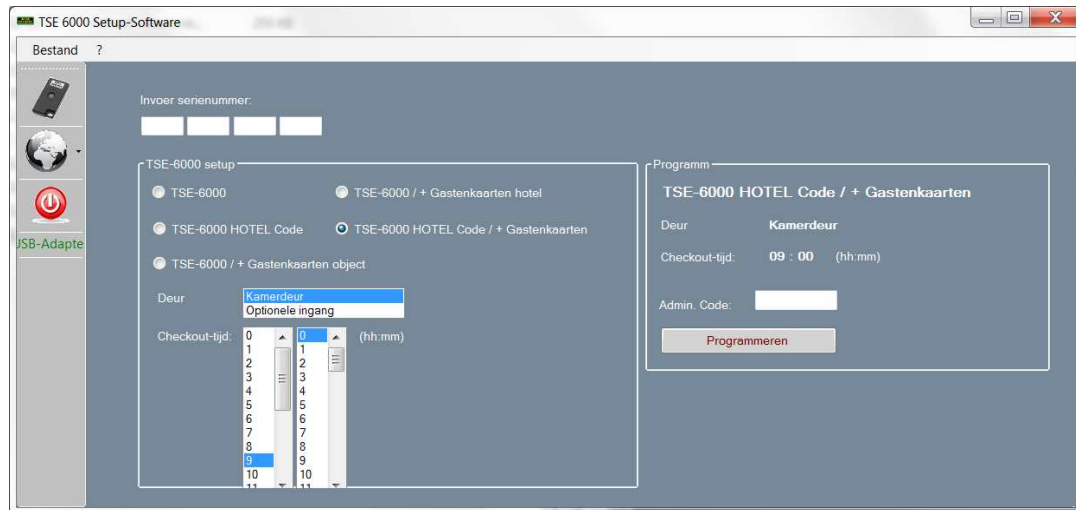 TSE 6000 Setup-Software
Bestand ?
Invoer serienummer:
TSE-6000 setup
TSE-6000
TSE-6000 / + Gastenkaarten hotel
TSE-6000 HOTEL Code
TSE-6000 HOTEL Code / + Gastenkaarten
TSE-6000 / + Gastenkaarten object
Deur
Kamerdeur
Optionele ingang
Checkout-tijd:
0 0 (hh:mm)
1 1
2 2
3 3
4 4
5 5
6 6
7 7
8 8
9 9
10 10
11 11
Programm
TSE-6000 HOTEL Code / + Gastenkaarten
Deur Kamerdeur
Checkout-tijd: 09 : 00 (hh:mm)
Admin. Code:
Programmeren
JSB-Adapte